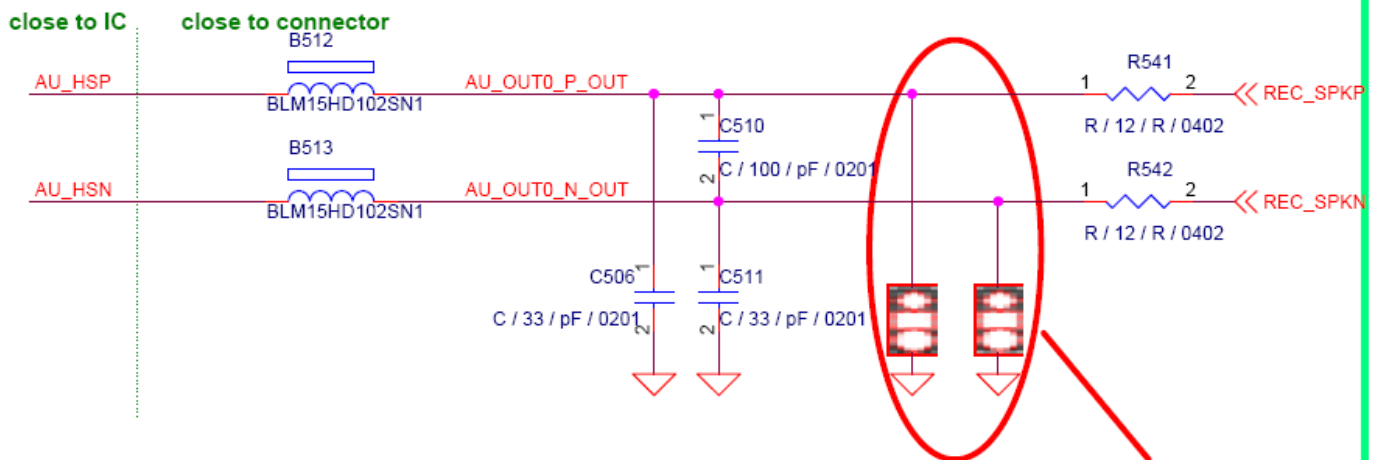 close to IC close to connector
B512
R541
AU_HSP
AU_OUT0_P_OUT
1 2
REC_SPKP
BLM15HD102SN1
1
C510
R / 12 / R / 0402
B513
2
C / 100 / pF / 0201
R542
AU_HSN
AU_OUT0_N_OUT
1 2
REC_SPKN
BLM15HD102SN1
R / 12 / R / 0402
C506
1
1
C511
C / 33 / pF / 0201
2
2
C / 33 / pF / 0201